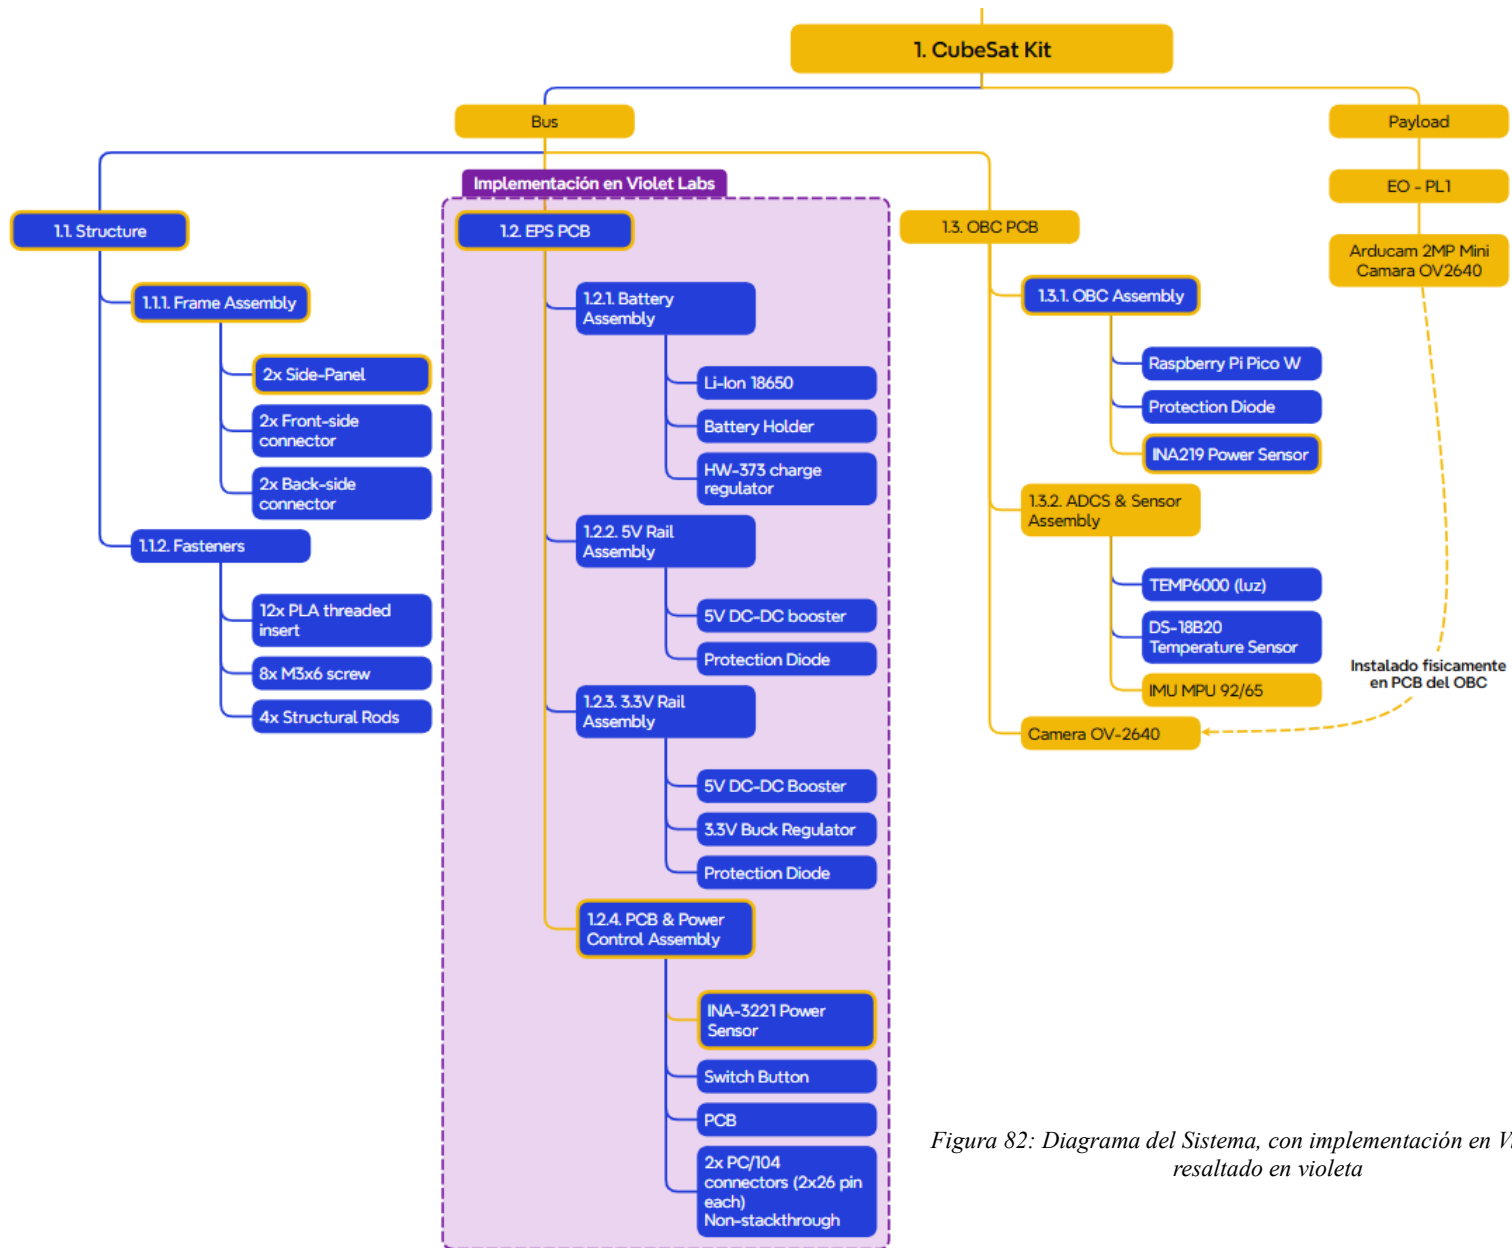 1. CubeSat Kit
Bus
Payload
Implementación en Violet Labs
EO - PL1
1.1. Structure
1.2. EPS PCB
1.3. OBC PCB
Arducam 2MP Mini
Camara OV2640
1.1.1. Frame Assembly
2x Side-Panel
2x Front-side
connector
2x Back-side
connector
1.1.2. Fasteners
12x PLA threaded
insert
8x M3x6 screw
4x Structural Rods
1.2.1. Battery
Assembly
Li-Ion 18650
Battery Holder
HW-373 charge
regulator
1.2.2. 5V Rail
Assembly
5V DC-DC booster
Protection Diode
1.2.3. 3.3V Rail
Assembly
5V DC-DC Booster
3.3V Buck Regulator
Protection Diode
1.2.4. PCB & Power
Control Assembly
INA-3221 Power
Sensor
Switch Button
PCB
2x PC/104
connectors (2x26 pin
each)
Non-stackthrough
1.3.1. OBC Assembly
Raspberry Pi Pico W
Protection Diode
INA219 Power Sensor
1.3.2. ADCS & Sensor
Assembly
TEMP6000 (luz)
DS-18B20
Temperature Sensor
IMU MPU 92/65
Camera OV-2640
Instalado fisicamente
en PCB del OBC
Figura 82: Diagrama del Sistema, con implementación en
resaltado en violeta